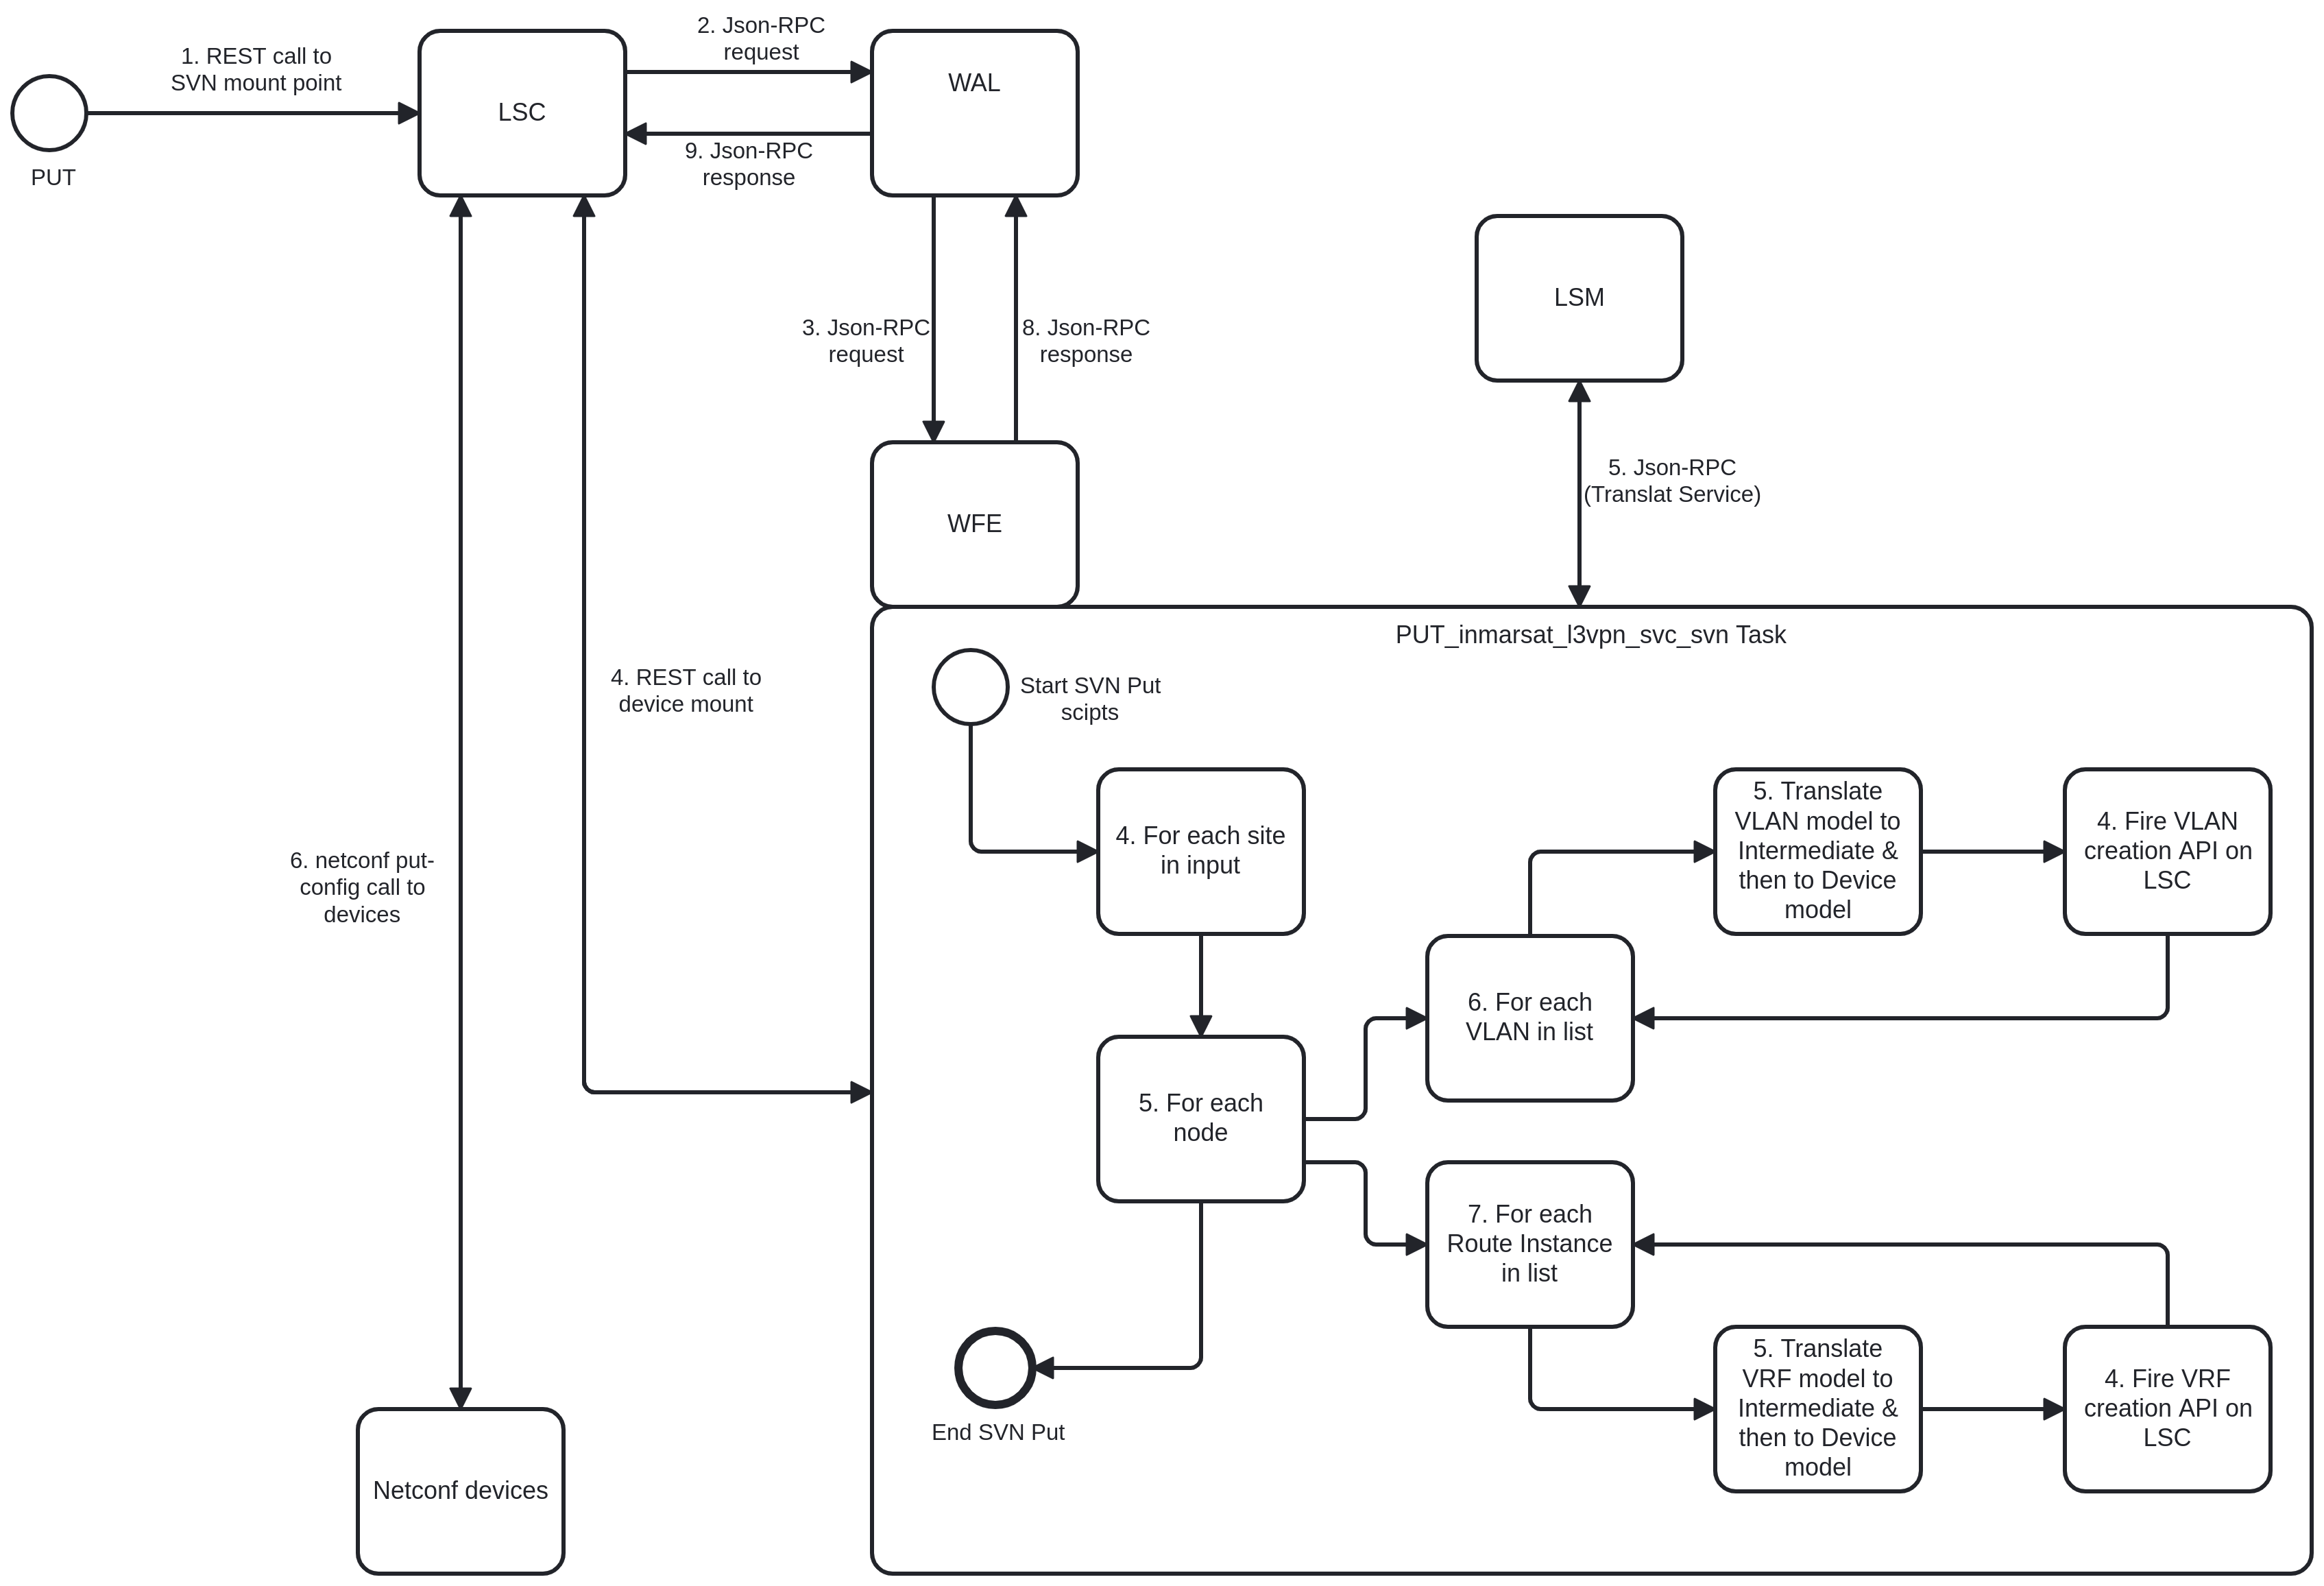 1. REST call to
SVN mount point
PUT
LSC
2. Json-RPC
request
9. Json-RPC
response
WAL
3. Json-RPC
request
8. Json-RPC
response
LSM
WFE
5. Json-RPC
(Translat Service)
4. REST call to
device mount
6. netconf put-
config call to
devices
Netconf devices
PUT_inmarsat_l3vpn_svc_svn Task
Start SVN Put
scipts
4. For each site
in input
5. For each
node
6. For each
VLAN in list
5. Translate
VLAN model to
Intermediate &
then to Device
model
4. Fire VLAN
creation API on
LSC
7. For each
Route Instance
in list
5. Translate
VRF model to
Intermediate &
then to Device
model
4. Fire VRF
creation API on
LSC
End SVN Put